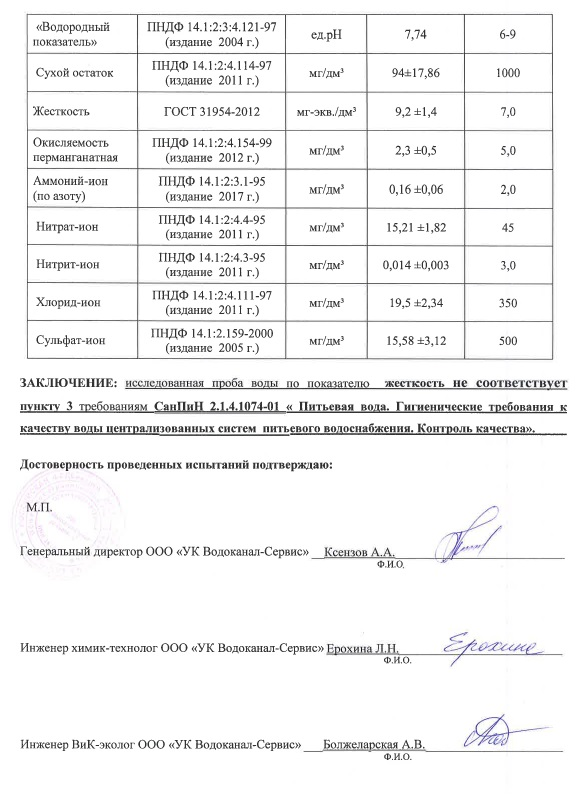 «Водородный показатель» ПНДФ 14.1:2:3:4.121-97 (издание 2004 г.) ед.pH 7,74 6-9
Сухой остаток ПНДФ 14.1:2:4.114-97 (издание 2011 г.) мг/дм³ 94±17,86 1000
Жесткость ГОСТ 31954-2012 мг-экв./дм³ 9,2 ±1,4 7,0
Окисляемость перманганатная ПНДФ 14.1:2:4.154-99 (издание 2012 г.) мг/дм³ 2,3 ±0,5 5,0
Аммоний-ион (по азоту) ПНДФ 14.1:2:3.1-95 (издание 2017 г.) мг/дм³ 0,16 ±0,06 2,0
Нитрат-ион ПНДФ 14.1:2:4.4-95 (издание 2011 г.) мг/дм³ 15,21 ±1,82 45
Нитрит-ион ПНДФ 14.1:2:4.3-95 (издание 2011 г.) мг/дм³ 0,014 ±0,003 3,0
Хлорид-ион ПНДФ 14.1:2:4.111-97 (издание 2011 г.) мг/дм³ 19,5 ±2,34 350
Сульфат-ион ПНДФ 14.1:2.159-2000 (издание 2005 г.) мг/дм³ 15,58 ±3,12 500
ЗАКЛЮЧЕНИЕ: исследованная проба воды по показателю жесткость не соответствует
пункту 3 требованиям СанПиН 2.1.4.1074-01 « Питьевая вода. Гигиенические требования к
качеству воды централизованных систем питьевого водоснабжения. Контроль качества».
Достоверность проведенных испытаний подтверждаю:
М.П.
Генеральный директор ООО «УК Водоканал-Сервис» Ксензов А.А.
Ф.И.О.
Инженер химик-технолог ООО «УК Водоканал-Сервис» Ерохина Л.Н. Ерохина
Ф.И.О.
Инженер ВиК-эколог ООО «УК Водоканал-Сервис» Болжеларская А.В.
Ф.И.О.